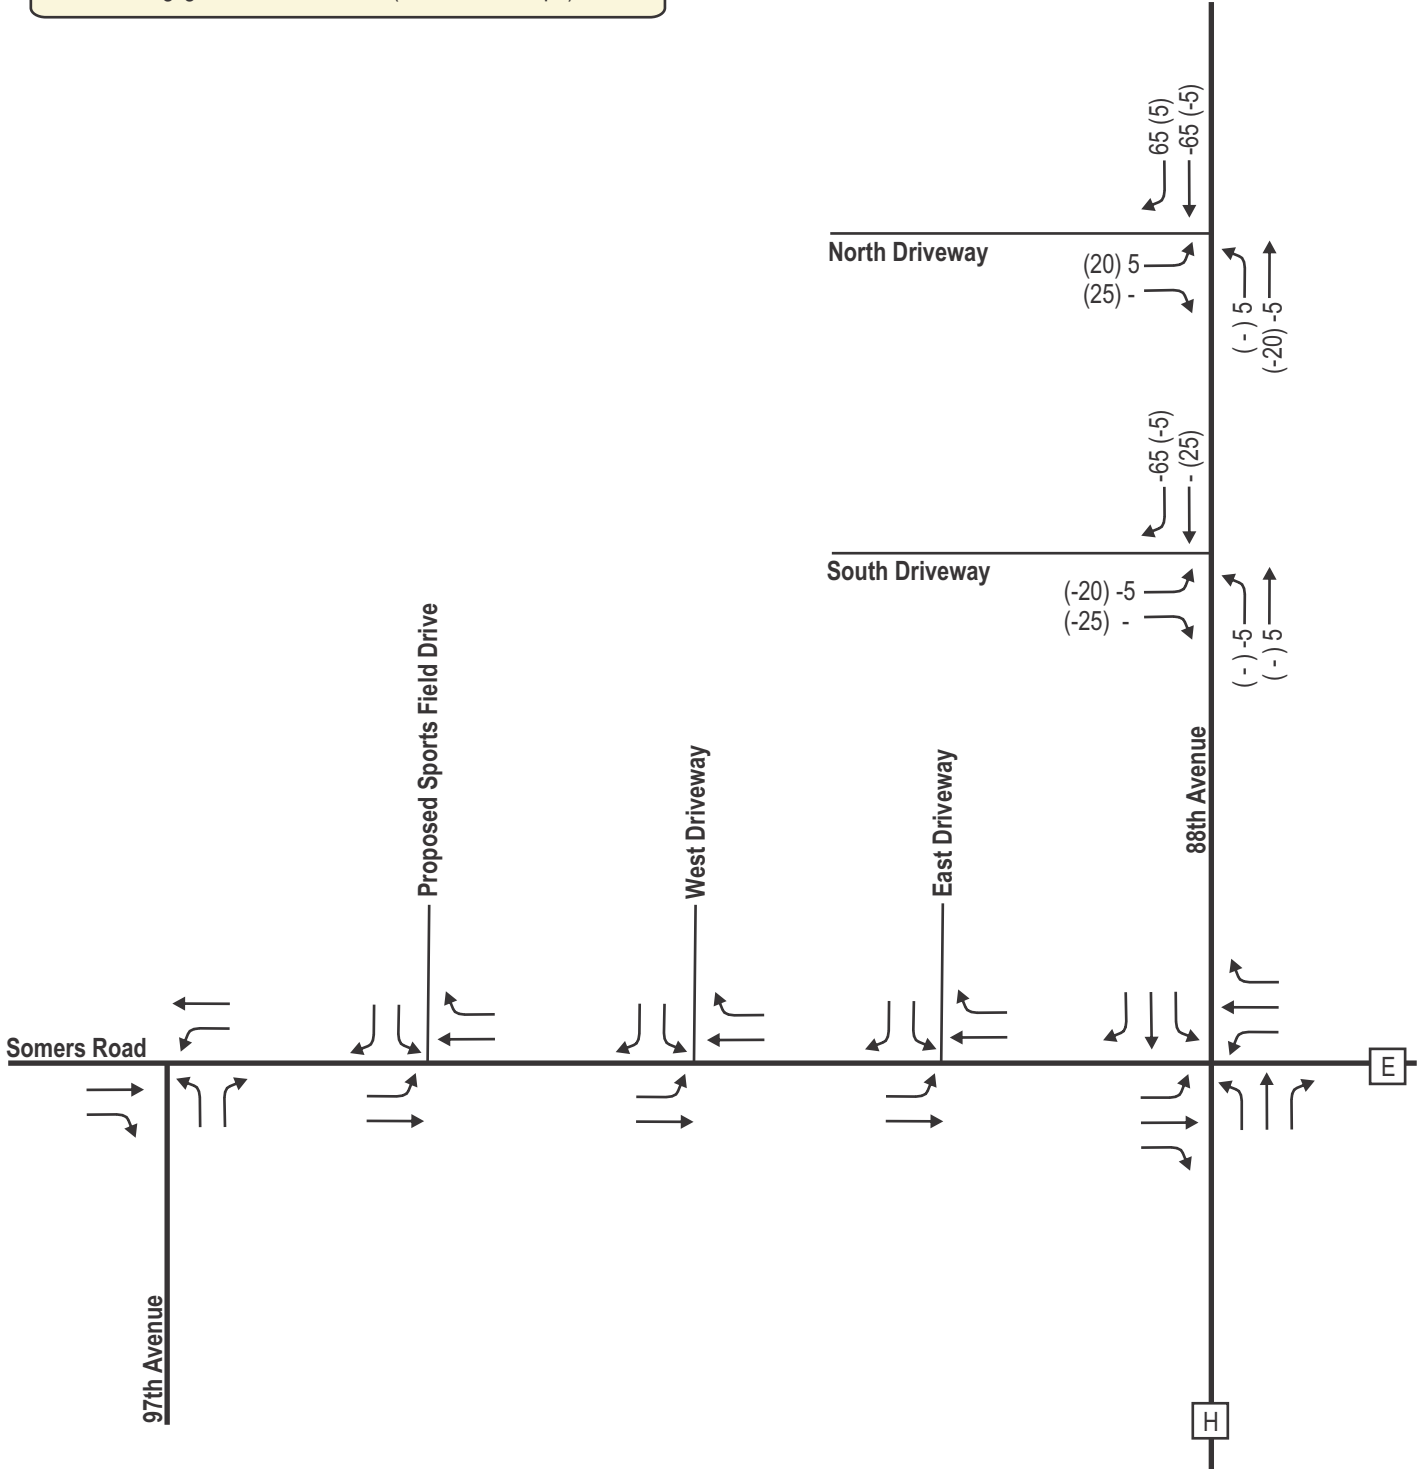 65 (5)
-65 (-5)
North Driveway
(20) 5
(25) -
( - ) 5
(-20) -5
-65 (-5)
- (25)
South Driveway
(-20) -5
(-25) -
( - ) -5
( - ) 5
Proposed Sports Field Drive
West Driveway
East Driveway
88th Avenue
Somers Road
E
97th Avenue
H